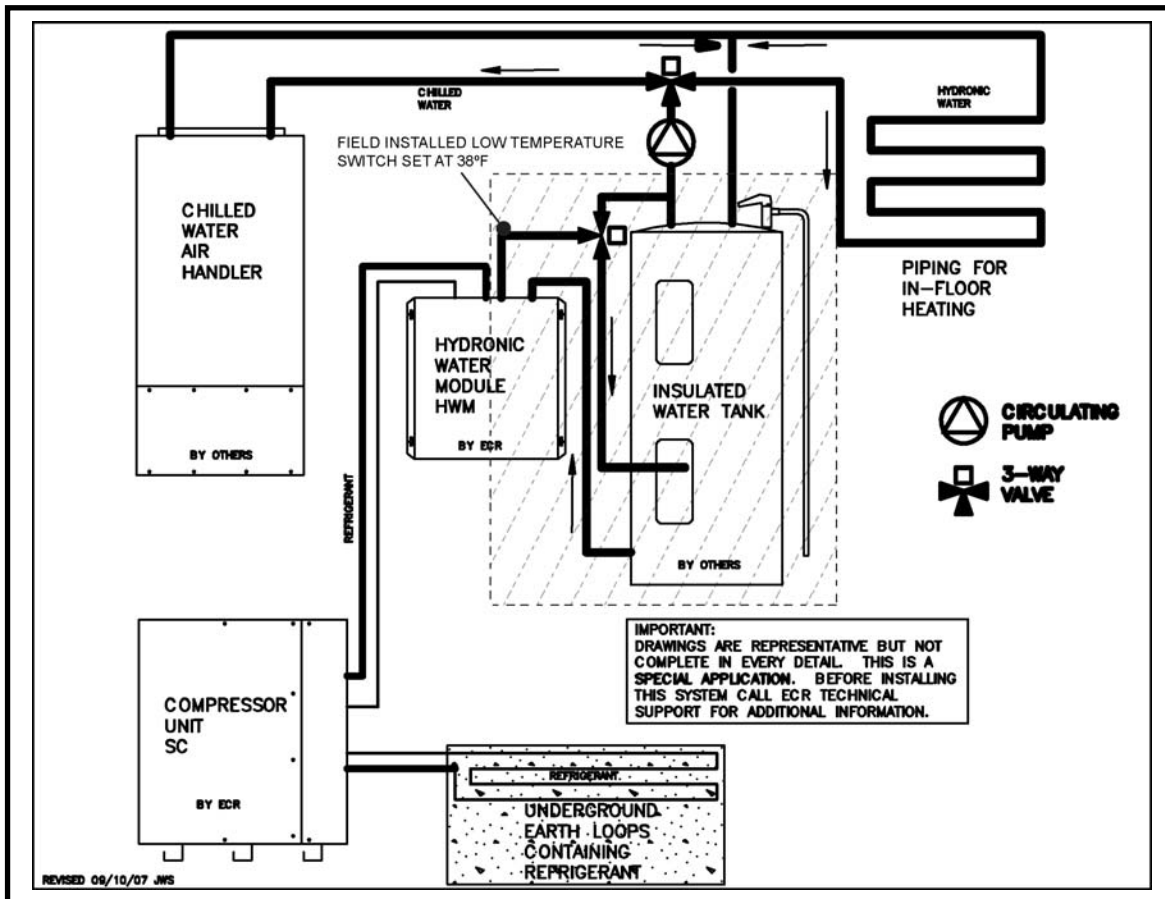 CHILLED
WATER
HYDRONIC
WATER
FIELD INSTALLED LOW TEMPERATURE
SWITCH SET AT 38ºF
CHILLED
WATER
AIR
HANDLER
BY OTHERS
PIPING FOR
IN-FLOOR
HEATING
HYDRONIC
WATER
MODULE
HWM
BY ECR
INSULATED
WATER TANK
BY OTHERS
CIRCULATING
PUMP
3-WAY
VALVE
REFRIGERANT
IMPORTANT:
DRAWINGS ARE REPRESENTATIVE BUT NOT
COMPLETE IN EVERY DETAIL. THIS IS A
SPECIAL APPLICATION. BEFORE INSTALLING
THIS SYSTEM CALL ECR TECHNICAL
SUPPORT FOR ADDITIONAL INFORMATION.
COMPRESSOR
UNIT
SC
BY ECR
REFRIGERANT
UNDERGROUND
EARTH LOOPS
CONTAINING
REFRIGERANT
REVISED 09/10/07 JWS